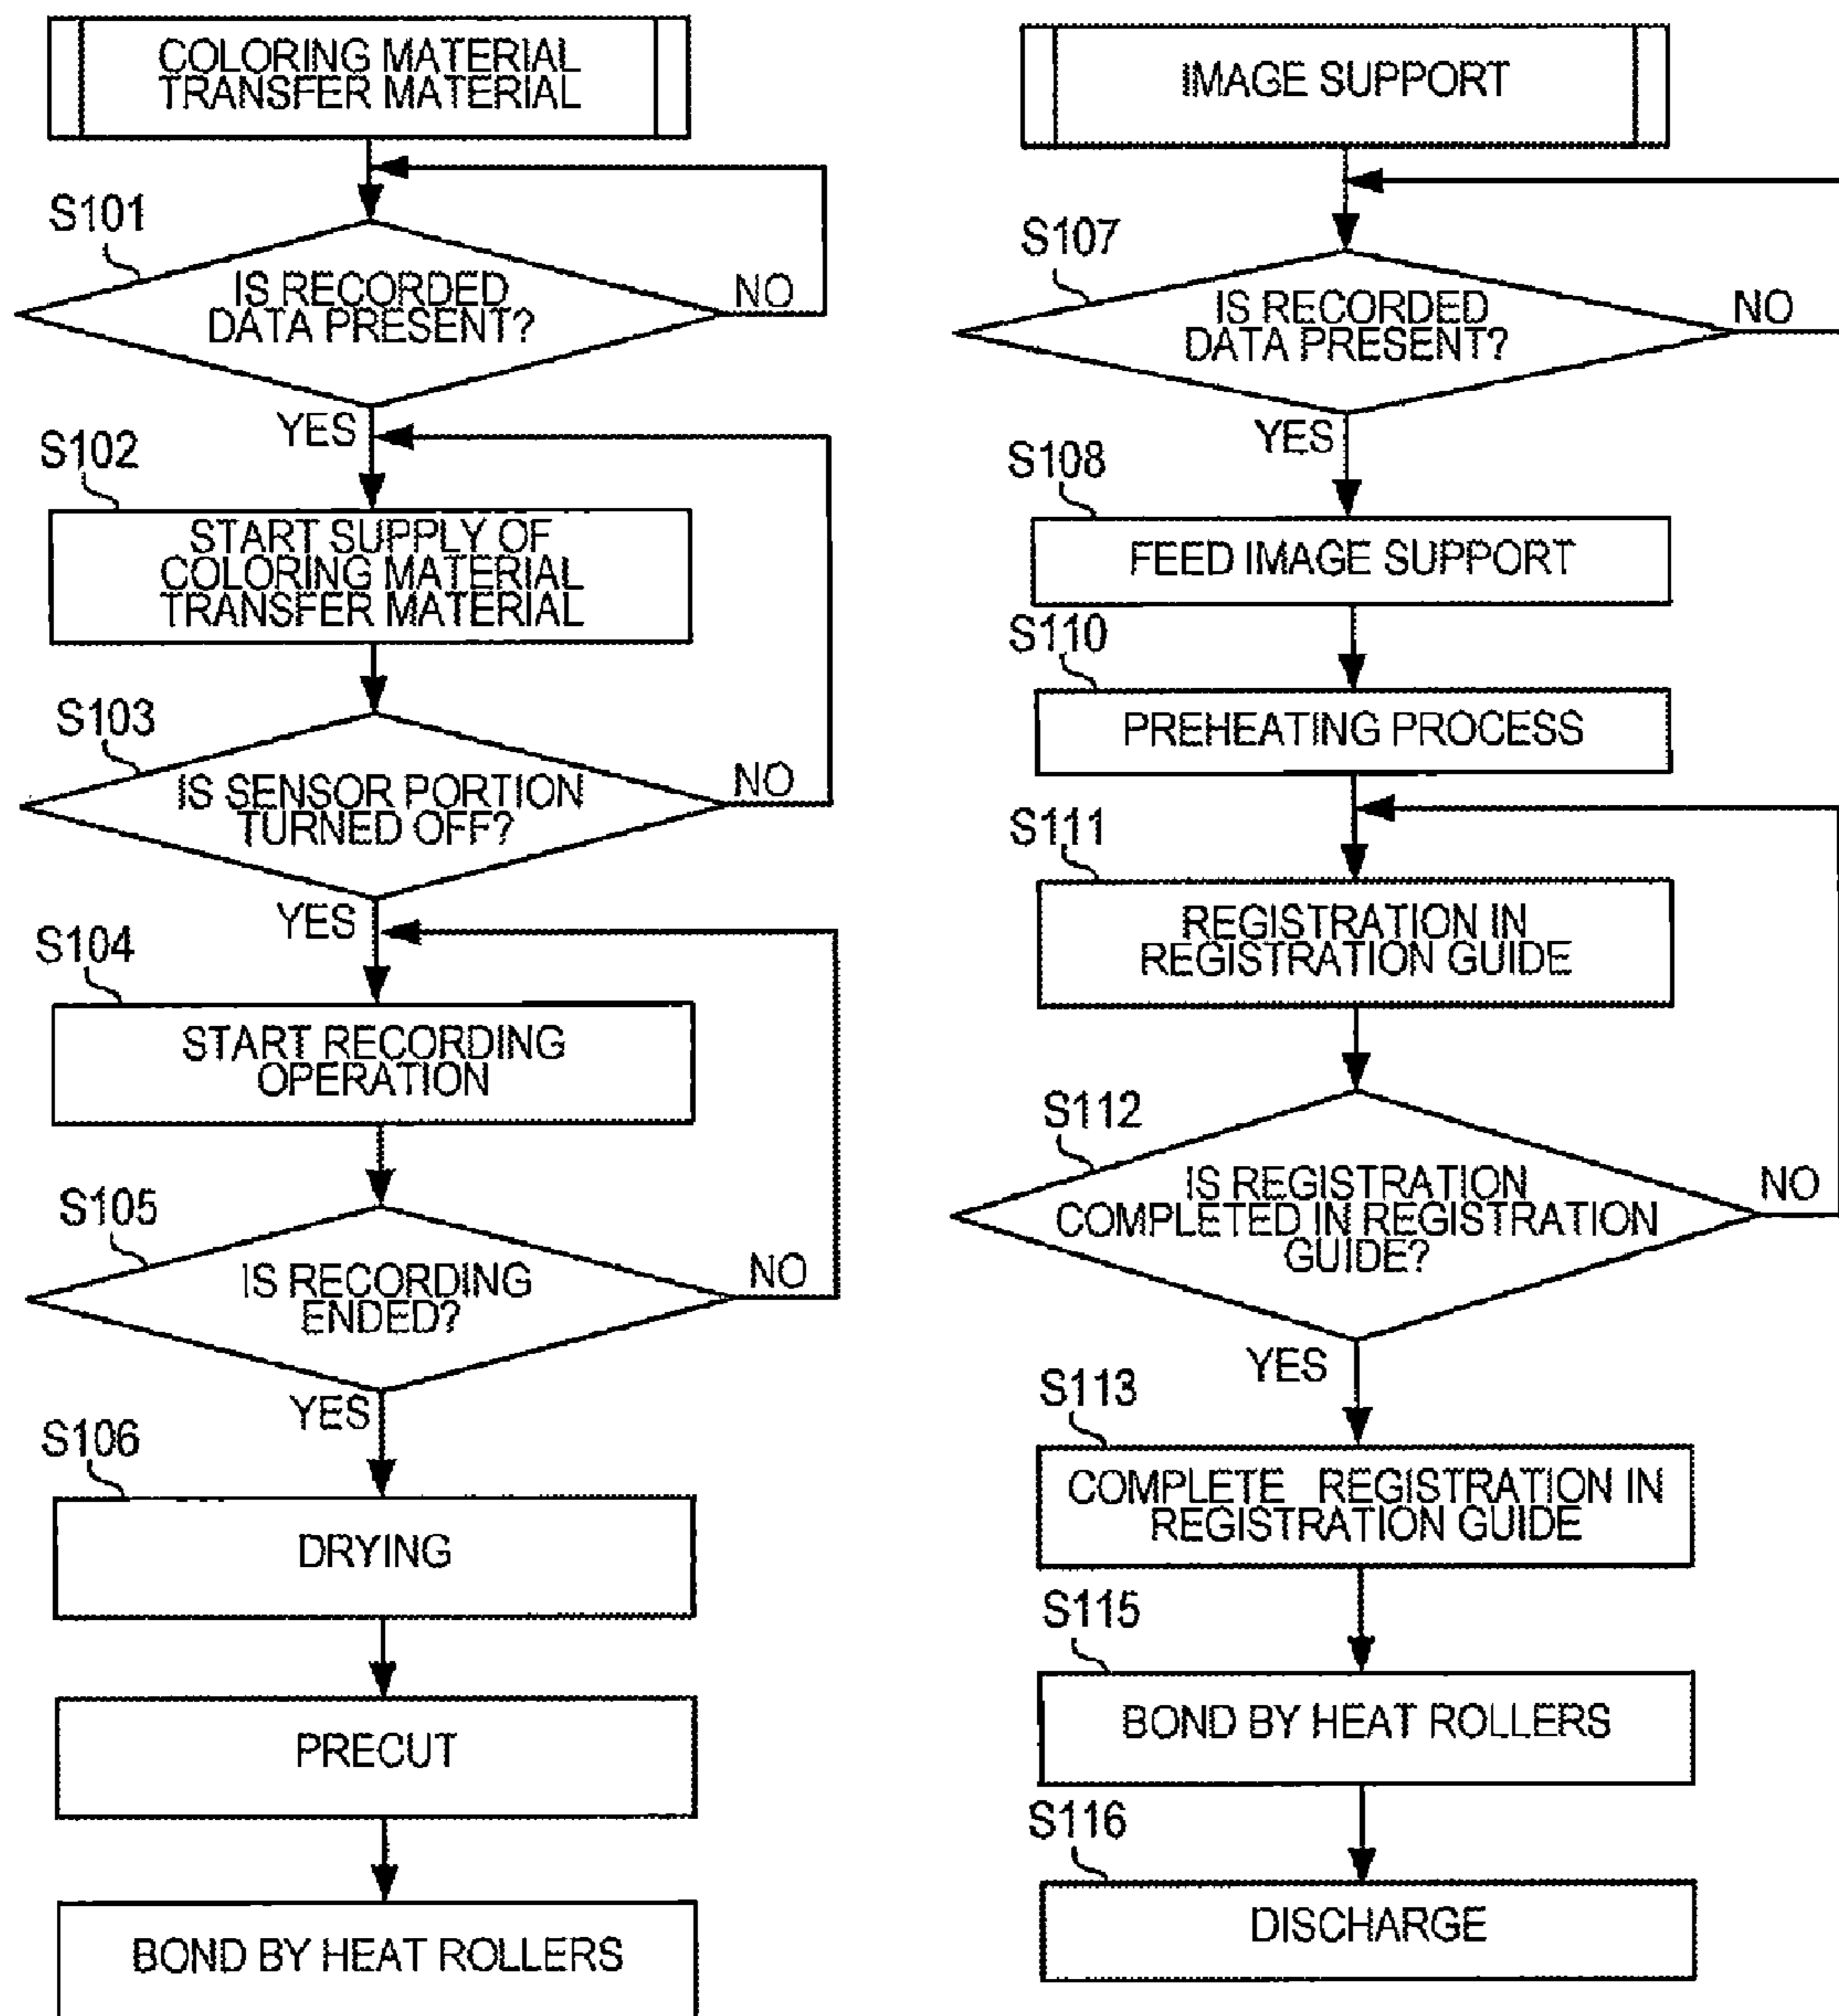 COLORING MATERIAL
TRANSFER MATERIAL
S101
IS RECORDED
DATA PRESENT?
NO
YES
S102
START SUPPLY OF
COLORING MATERIAL
TRANSFER MATERIAL
S103
IS SENSOR PORTION
TURNED OFF?
NO
YES
S104
START RECORDING
OPERATION
S105
IS RECORDING
ENDED?
NO
YES
S106
DRYING
PRECUT
BOND BY HEAT ROLLERS
IMAGE SUPPORT
S107
IS RECORDED
DATA PRESENT?
NO
YES
S108
FEED IMAGE SUPPORT
S110
PREHEATING PROCESS
S111
REGISTRATION IN
REGISTRATION GUIDE
S112
IS REGISTRATION
COMPLETED IN REGISTRATION
GUIDE?
NO
YES
S113
COMPLETE REGISTRATION IN
REGISTRATION GUIDE
S115
BOND BY HEAT ROLLERS
S116
DISCHARGE